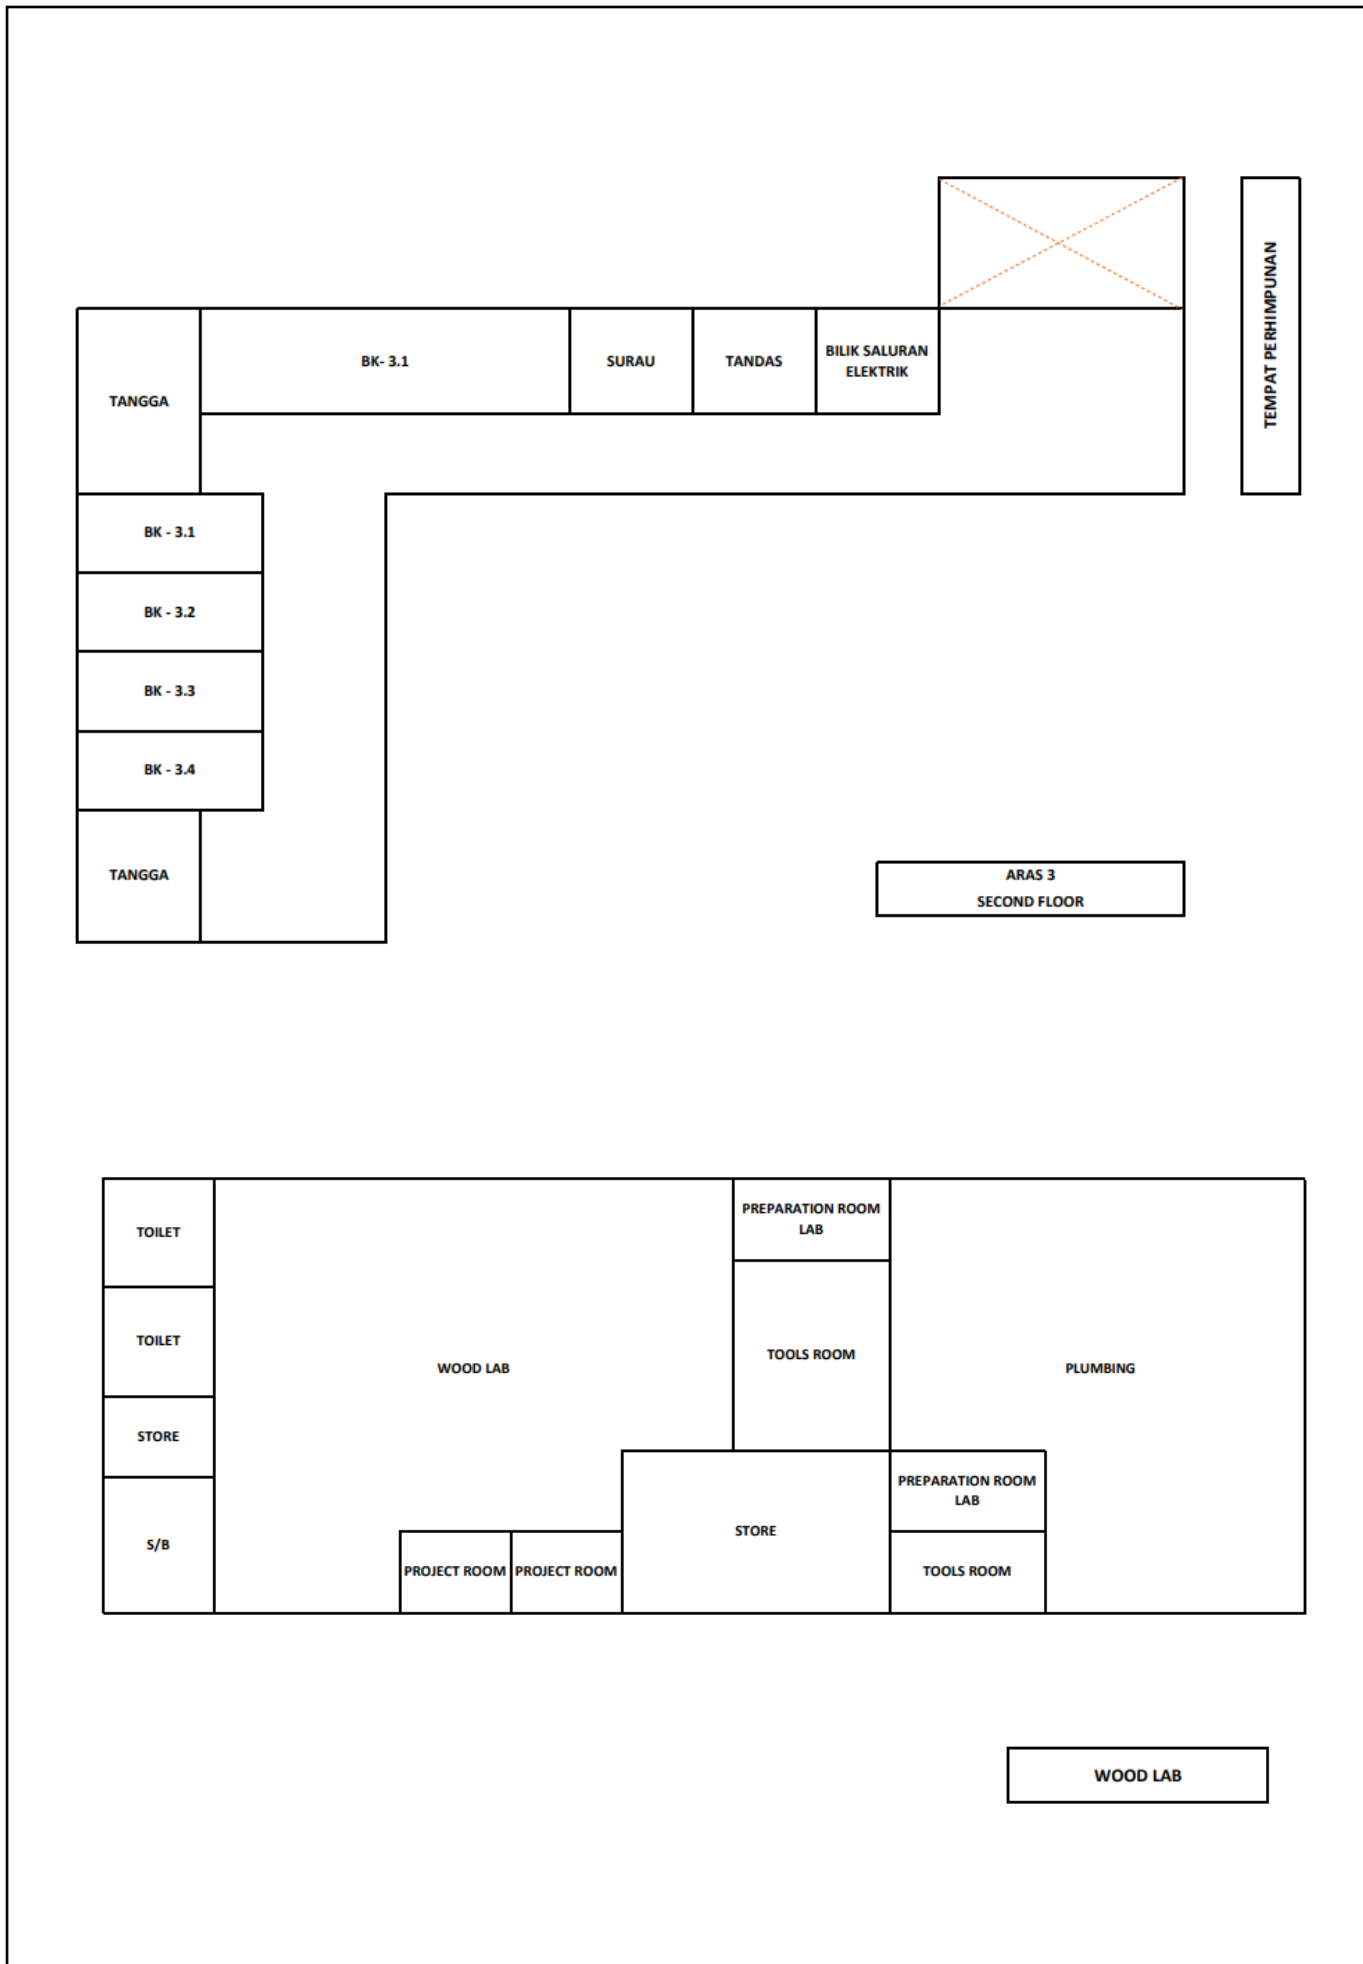 TEMPAT PERHIMPUNAN
TANGGA
BK- 3.1
SURAU
TANDAS
BILIK SALURAN
ELEKTRIK
BK - 3.1
BK - 3.2
BK - 3.3
BK - 3.4
TANGGA
ARAS 3
SECOND FLOOR
TOILET
TOILET
STORE
S/B
WOOD LAB
PROJECT ROOM
PROJECT ROOM
PREPARATION ROOM
LAB
TOOLS ROOM
STORE
PLUMBING
PREPARATION ROOM
LAB
TOOLS ROOM
WOOD LAB